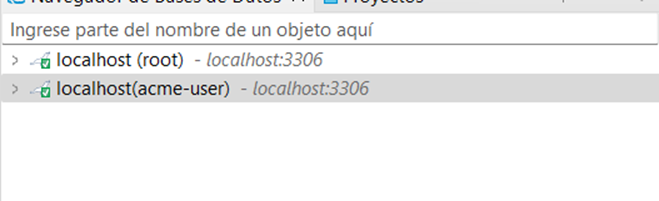 Navegador de Bases de Datos Proyectos
Ingrese parte del nombre de un objeto aquí
localhost (root) - localhost:3306
localhost(acme-user) - localhost:3306